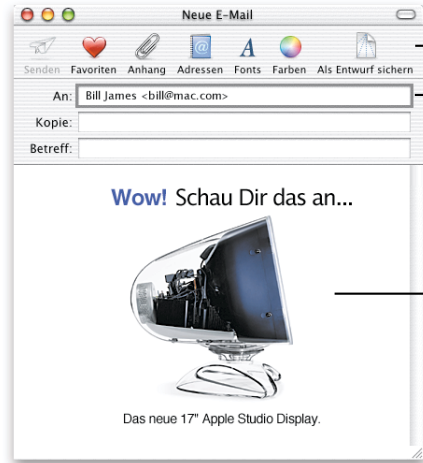 Neue E-Mail
Senden Favoriten Anhang Adressen Fonts Farben Als Entwurf sichern
An: Bill James <bill@mac.com>
Kopie:
Betreff:
Wow! Schau Dir das an...
Das neue 17" Apple Studio Display.